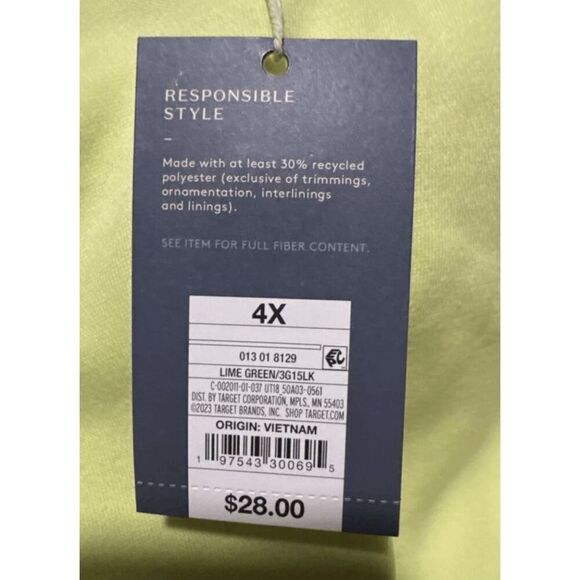 RESPONSIBLE
STYLE
–
Made with at least 30% recycled
polyester (exclusive of trimmings,
ornamentation, interlinings
and linings).
SEE ITEM FOR FULL FIBER CONTENT.
4X
013 01 8129
LIME GREEN/3G15LK
C-002011-01-037 UT18_50A03-0561
DIST. BY TARGET CORPORATION, MPLS., MN 55403
©2023 TARGET BRANDS, INC. SHOP TARGET.COM
ORIGIN: VIETNAM
1 97543 30069 5
$28.00